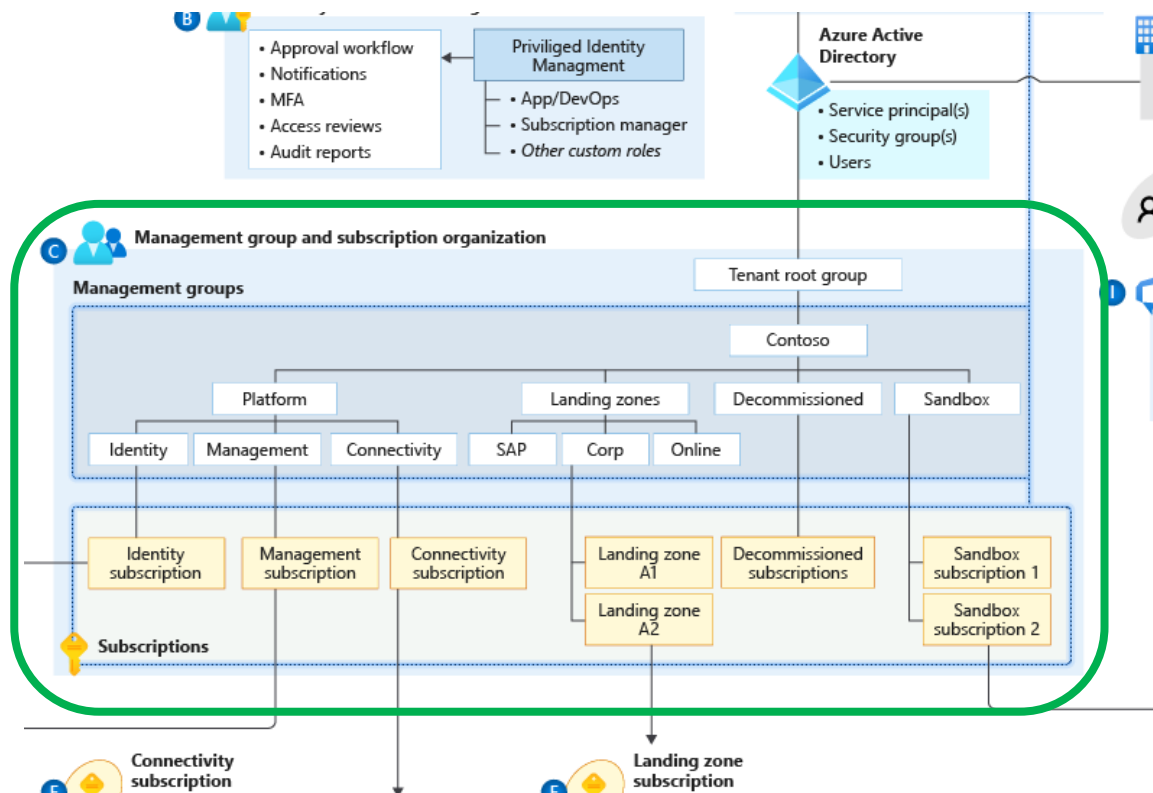 B
• Approval workflow
• Notifications
• MFA
• Access reviews
• Audit reports
Priviliged Identity
Managment
• App/DevOps
• Subscription manager
• Other custom roles
Azure Active
Directory
• Service principal(s)
• Security group(s)
• Users
C
Management group and subscription organization
I
Tenant root group
Management groups
Contoso
Platform
Landing zones
Decommissioned
Sandbox
Identity
Management
Connectivity
SAP
Corp
Online
Identity
subscription
Management
subscription
Connectivity
subscription
Landing zone
A1
Decommissioned
subscriptions
Sandbox
subscription 1
Landing zone
A2
Sandbox
subscription 2
Subscriptions
Connectivity
subscription
Landing zone
subscription